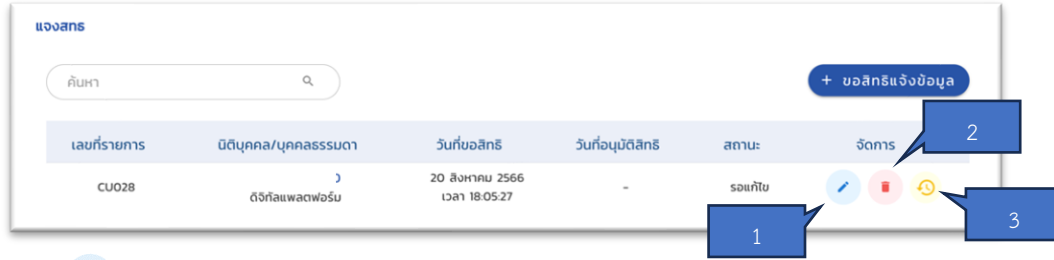 แจงสทธ
ค้นหา
+ ขอสิทธิแจ้งข้อมูล
2
เลขที่รายการ นิติบุคคล/บุคคลธรรมดา วันที่ขอสิทธิ วันที่อนุมัติสิทธิ สถานะ จัดการ
CU028 ดิจิทัลแพลตฟอร์ม 20 สิงหาคม 2566 - รอแก้ไข
เวลา 18:05:27
1
3